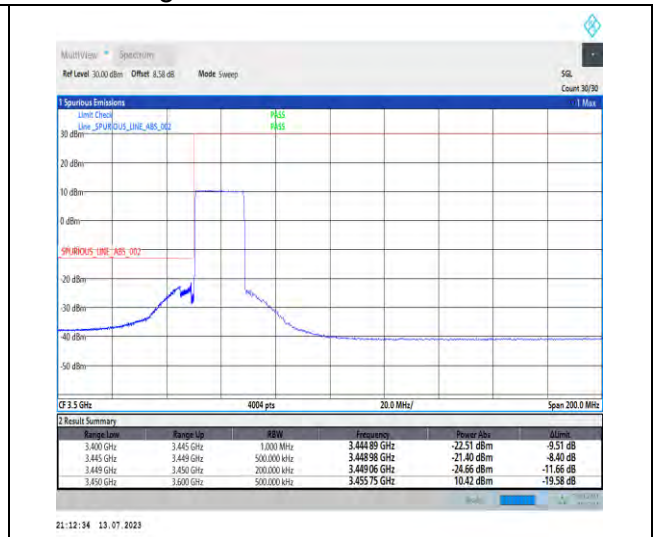 MultiView Spectrum
Ref Level 30.00 dBm Offset 8.58 dB Mode Sweep SGL
Count 30/30
1 Spurious Emissions 1 Max
Limit Check PASS
Line _SPURIOUS_LINE_ABS_002 PASS
30 dBm
20 dBm
10 dBm
0 dBm
SPURIOUS_LINE_ABS_002
-20 dBm
-30 dBm
-40 dBm
-50 dBm
CF 3.5 GHz 4004 pts 20.0 MHz/ Span 200.0 MHz
2 Result Summary
Range Low Range Up RBW Frequency Power Abs ΔLimit
3.400 GHz 3.445 GHz 1.000 MHz 3.444 89 GHz -22.51 dBm -9.51 dB
3.445 GHz 3.449 GHz 500.000 kHz 3.448 98 GHz -21.40 dBm -8.40 dB
3.449 GHz 3.450 GHz 200.000 kHz 3.449 06 GHz -24.66 dBm -11.66 dB
3.450 GHz 3.600 GHz 500.000 kHz 3.455 75 GHz 10.42 dBm -19.58 dB
21:12:34 13.07.2023